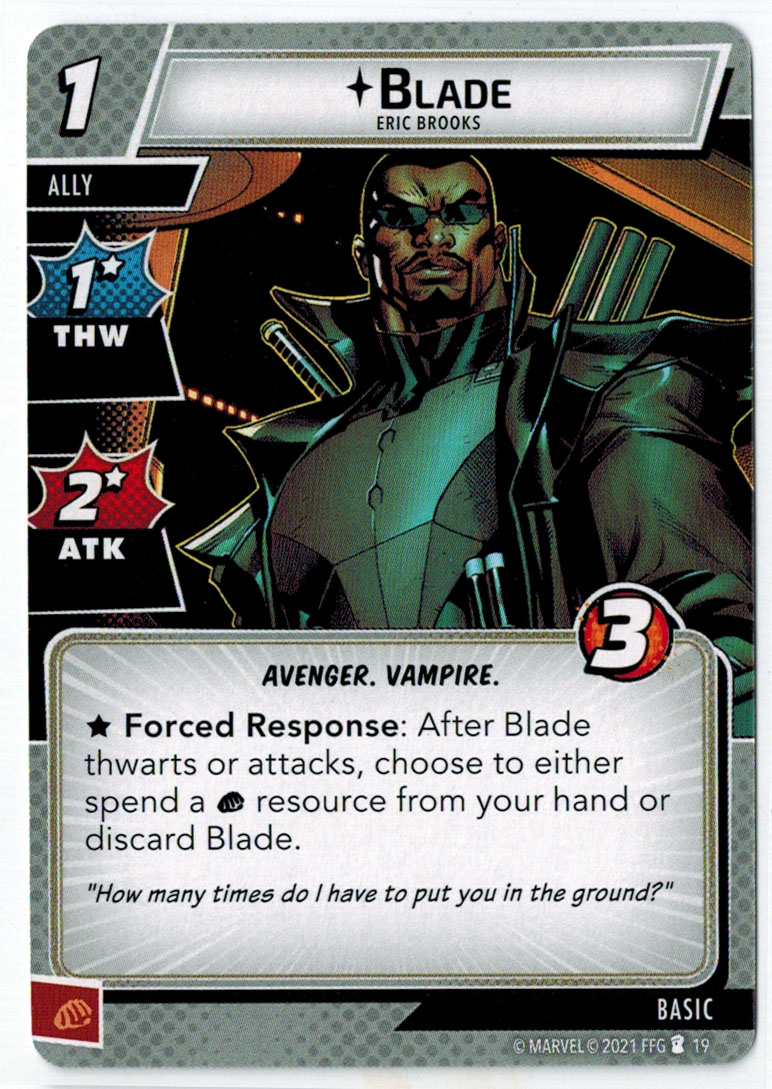 1
BLADE
ERIC BROOKS
ALLY
1
THW
2
ATK
3
AVENGER. VAMPIRE.
★ Forced Response: After Blade
thwarts or attacks, choose to either
spend a resource from your hand or
discard Blade.
"How many times do I have to put you in the ground?"
BASIC
© MARVEL © 2021 FFG 19